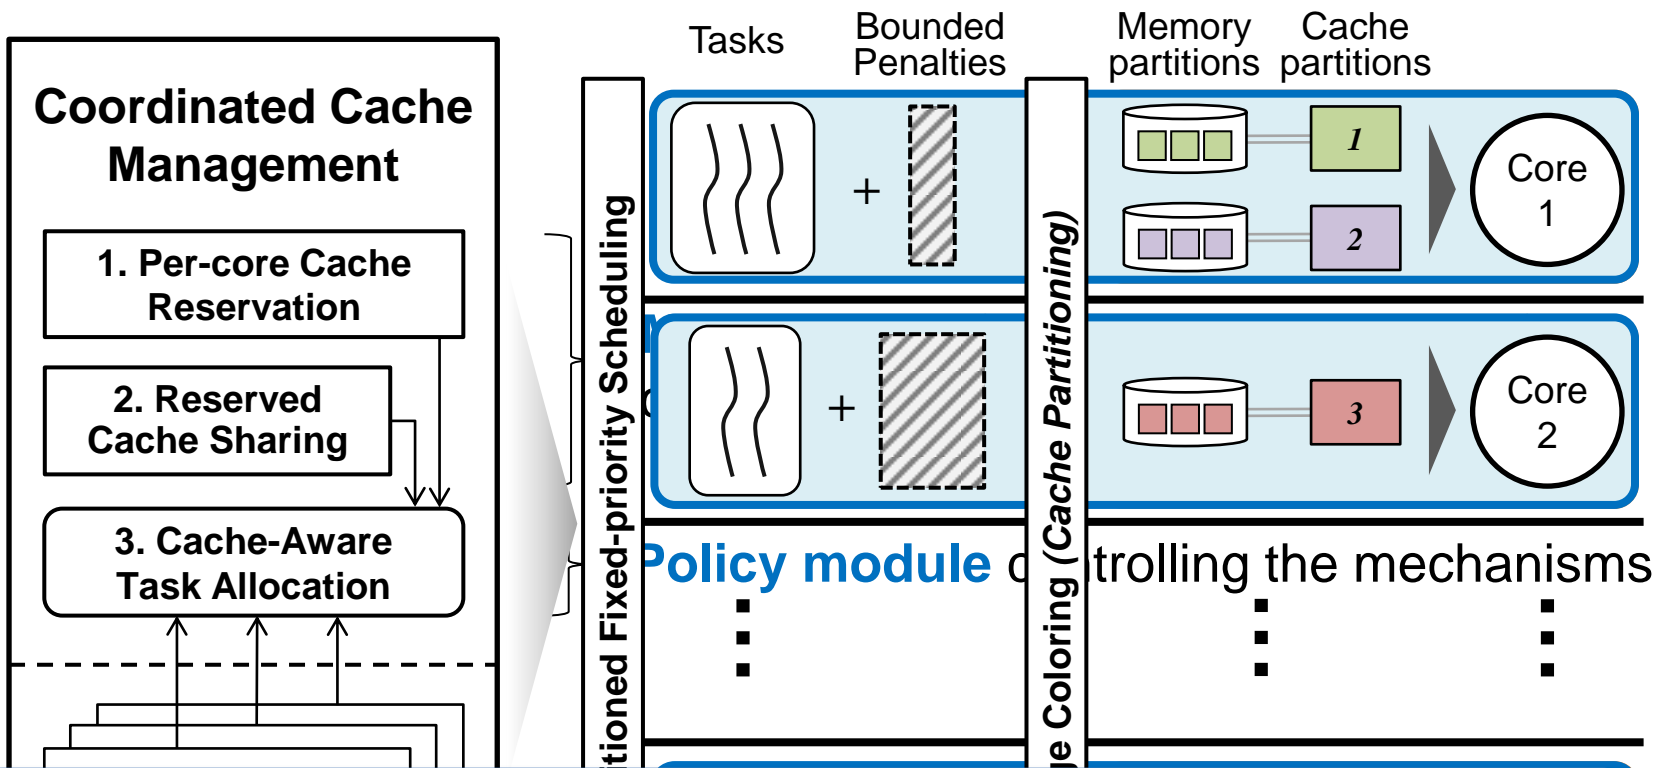 Coordinated Cache
Management
1. Per-core Cache
Reservation
2. Reserved
Cache Sharing
3. Cache-Aware
Task Allocation
Fixed-priority Scheduling
Tasks
Bounded
Penalties
Coloring (Cache Partitioning)
Memory
partitions
Cache
partitions
1
2
Core
1
3
Core
2
Policy module
the mechanisms